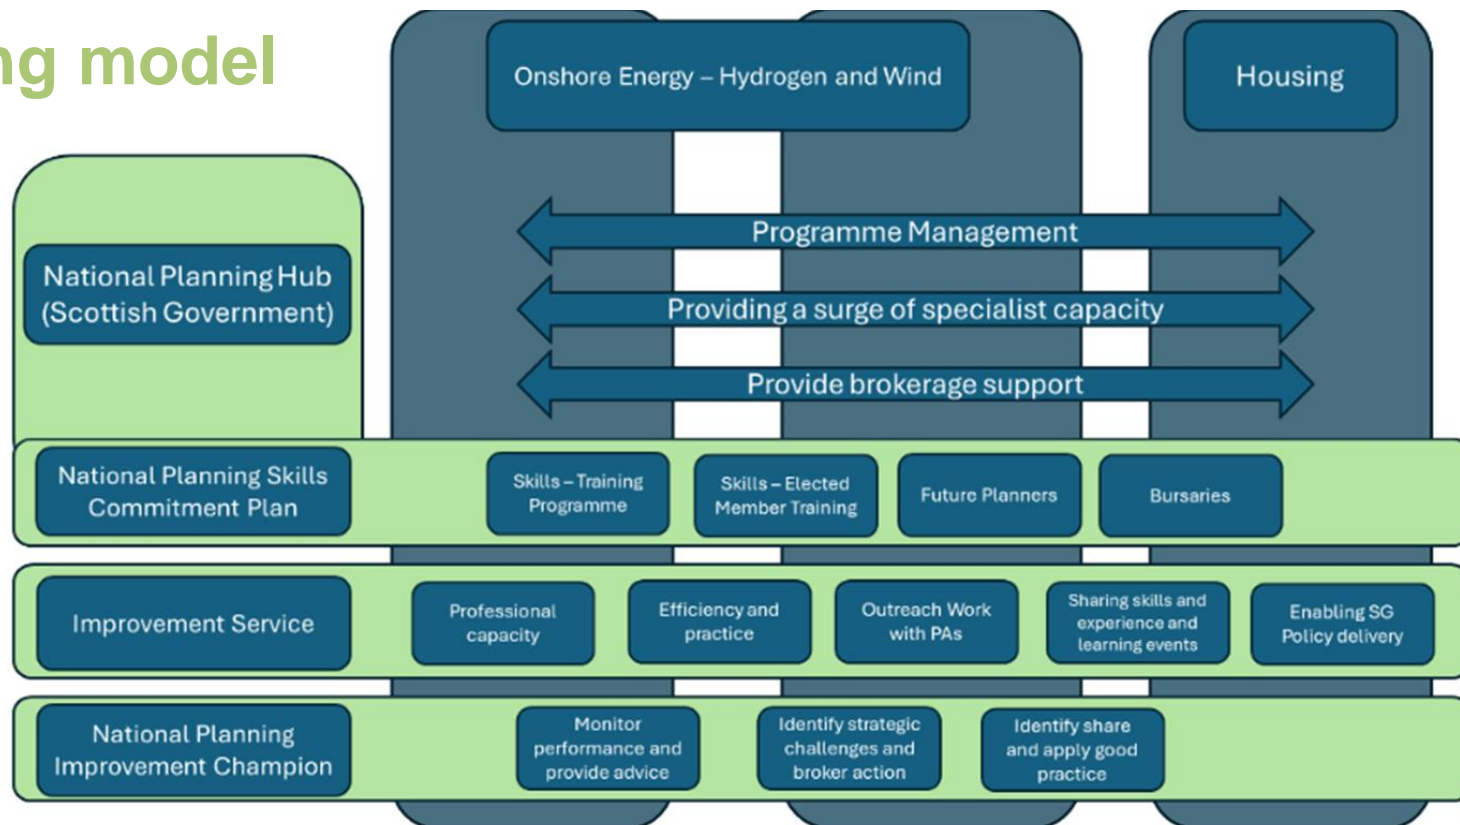 ng model
Onshore Energy – Hydrogen and Wind
Housing
Programme Management
National Planning Hub
(Scottish Government)
Providing a surge of specialist capacity
Provide brokerage support
National Planning Skills
Commitment Plan
Skills – Training
Programme
Skills – Elected
Member Training
Future Planners
Bursaries
Improvement Service
Professional
capacity
Efficiency and
practice
Outreach Work
with PAs
Sharing skills and
experience and
learning events
Enabling SG
Policy delivery
National Planning
Improvement Champion
Monitor
performance and
provide advice
Identify strategic
challenges and
broker action
Identify share
and apply good
practice